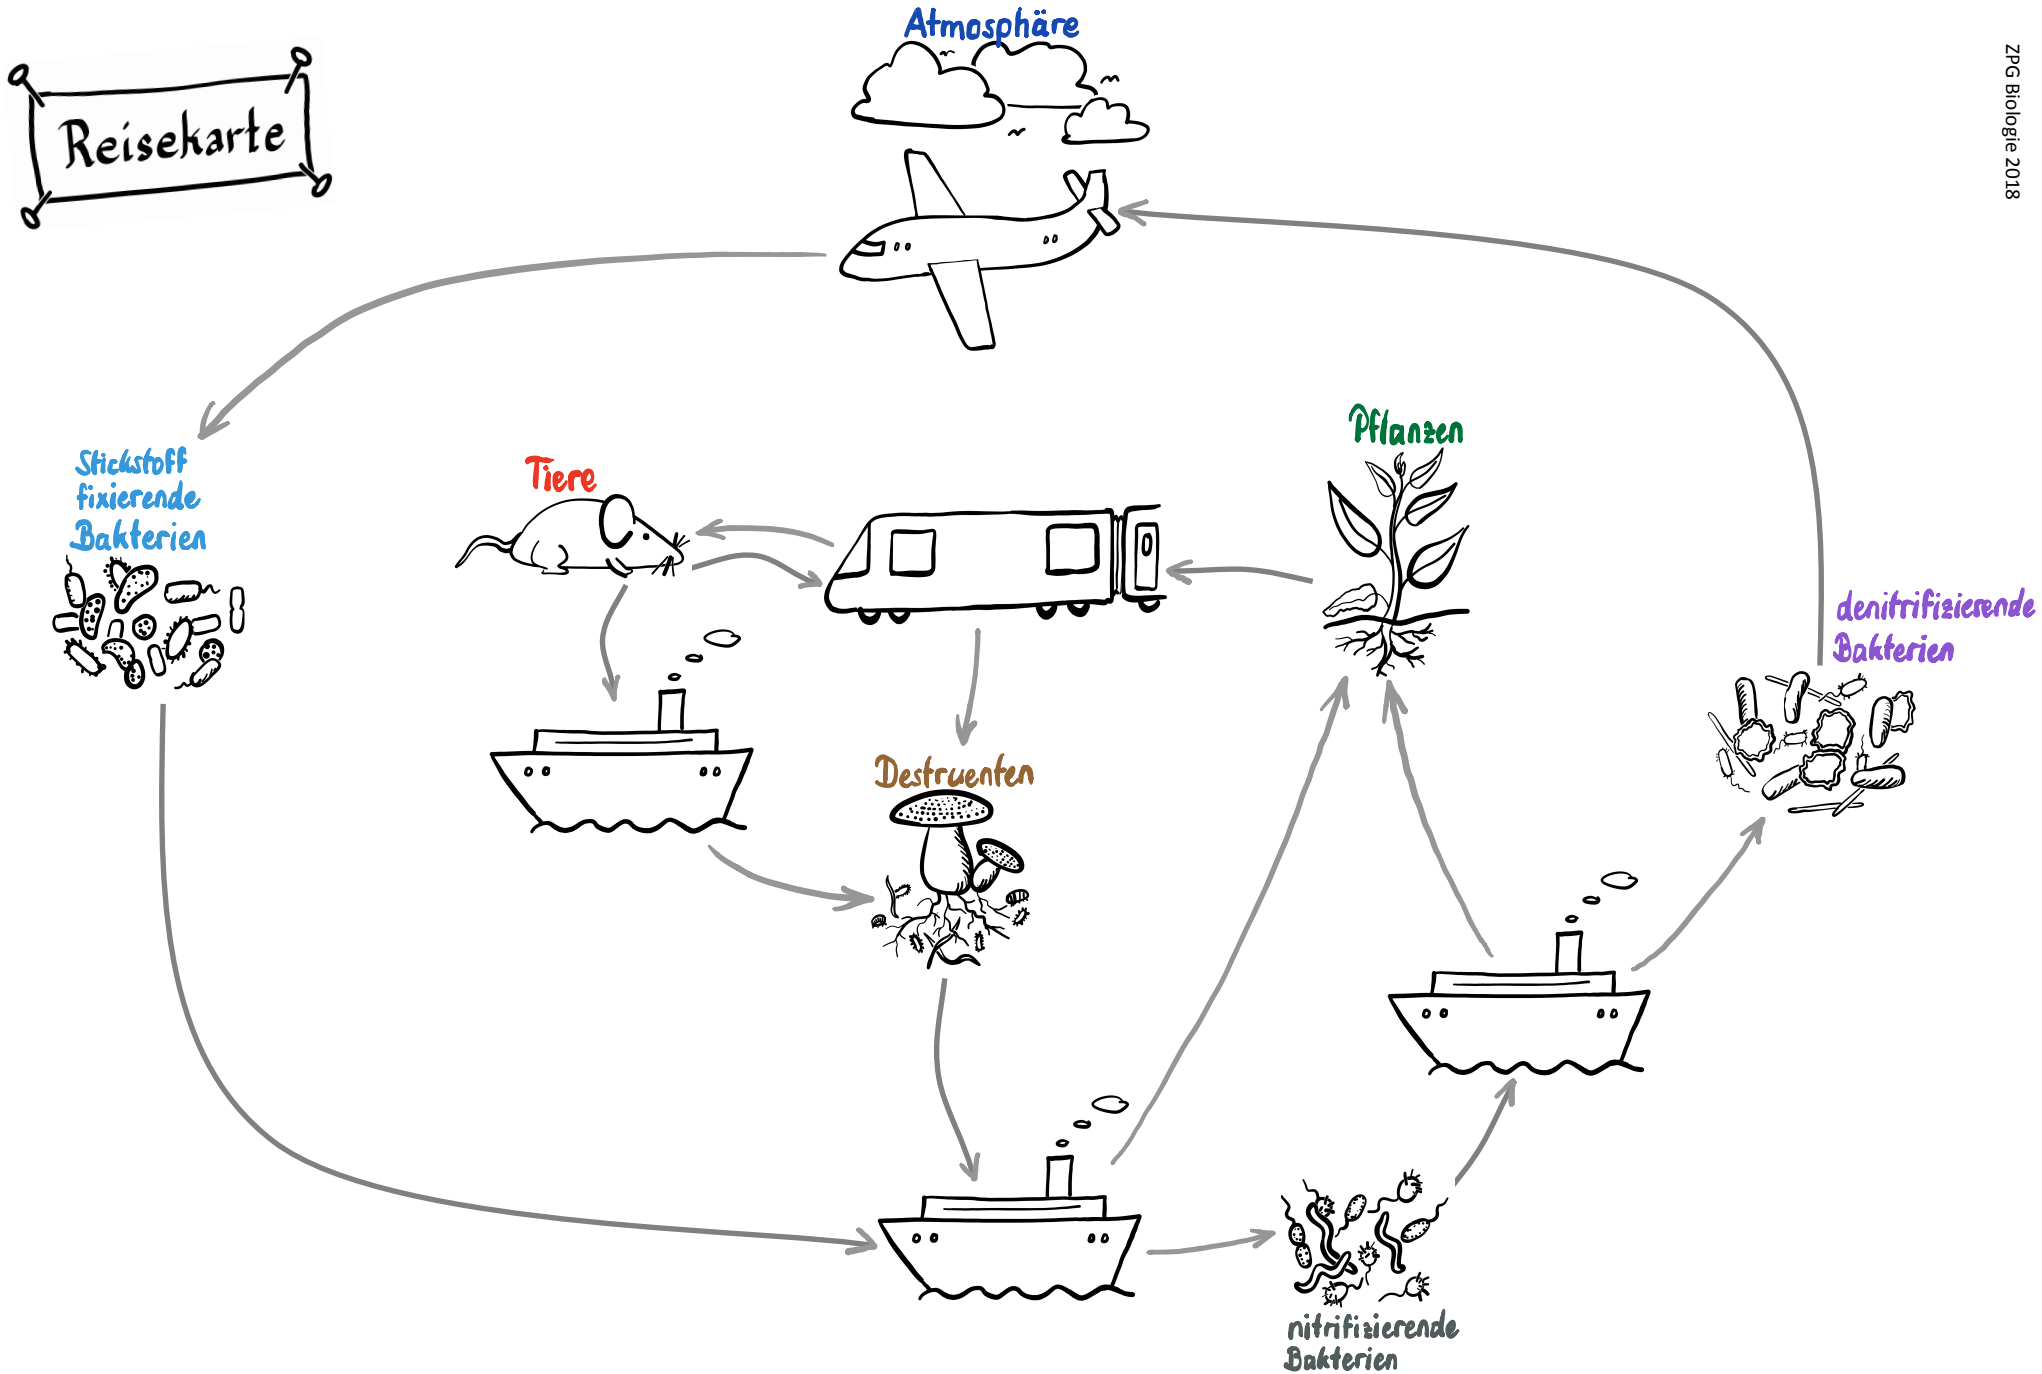 Atmosphäre
ZPG Biologie 2018
Reisekarte
Pflanzen
Stickstoff
fixierende
Bakterien
Tiere
denitrifizierende
Bakterien
Destruenten
nitrifizierende
Bakterien